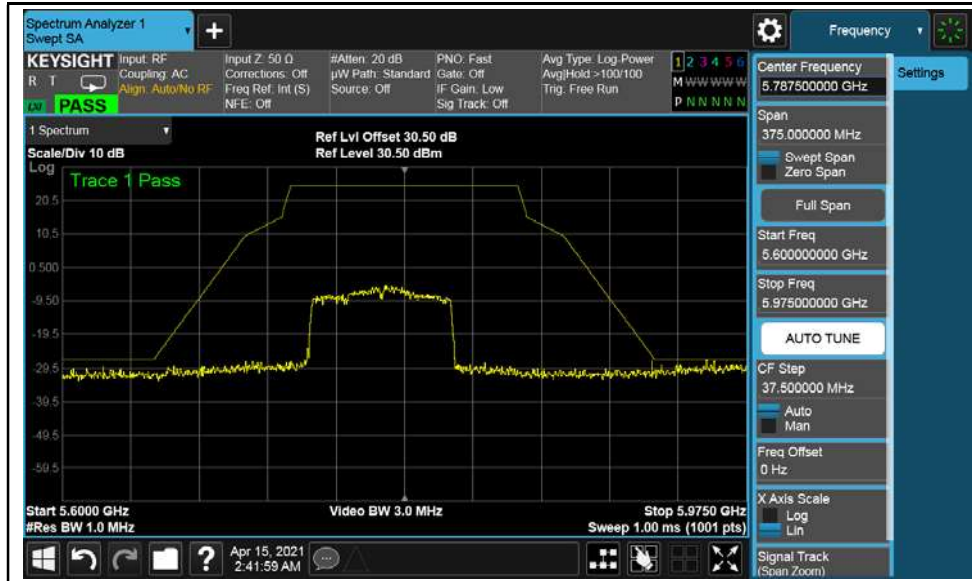 Spectrum Analyzer 1
Swept SA
Frequency
KEYSIGHT
R T
LXI
PASS
Input: RF
Coupling: AC
Align: Auto/No RF
Input Z: 50 Ω
Corrections: Off
Freq Ref: Int (S)
NFE: Off
#Atten: 20 dB
µW Path: Standard
Source: Off
PNO: Fast
Gate: Off
IF Gain: Low
Sig Track: Off
Avg Type: Log-Power
Avg|Hold:>100/100
Trig: Free Run
1 2 3 4 5 6
M W W W W W
P N N N N N
1 Spectrum
Scale/Div 10 dB
Ref Lvl Offset 30.50 dB
Ref Level 30.50 dBm
Log
Trace 1 Pass
20.5
10.5
0.500
-9.50
-19.5
-29.5
-39.5
-49.5
-59.5
Start 5.6000 GHz
#Res BW 1.0 MHz
Video BW 3.0 MHz
Stop 5.9750 GHz
Sweep 1.00 ms (1001 pts)
Apr 15, 2021
2:41:59 AM
Center Frequency
5.787500000 GHz
Settings
Span
375.000000 MHz
Swept Span
Zero Span
Full Span
Start Freq
5.600000000 GHz
Stop Freq
5.975000000 GHz
AUTO TUNE
CF Step
37.500000 MHz
Auto
Man
Freq Offset
0 Hz
X Axis Scale
Log
Lin
Signal Track
(Span Zoom)